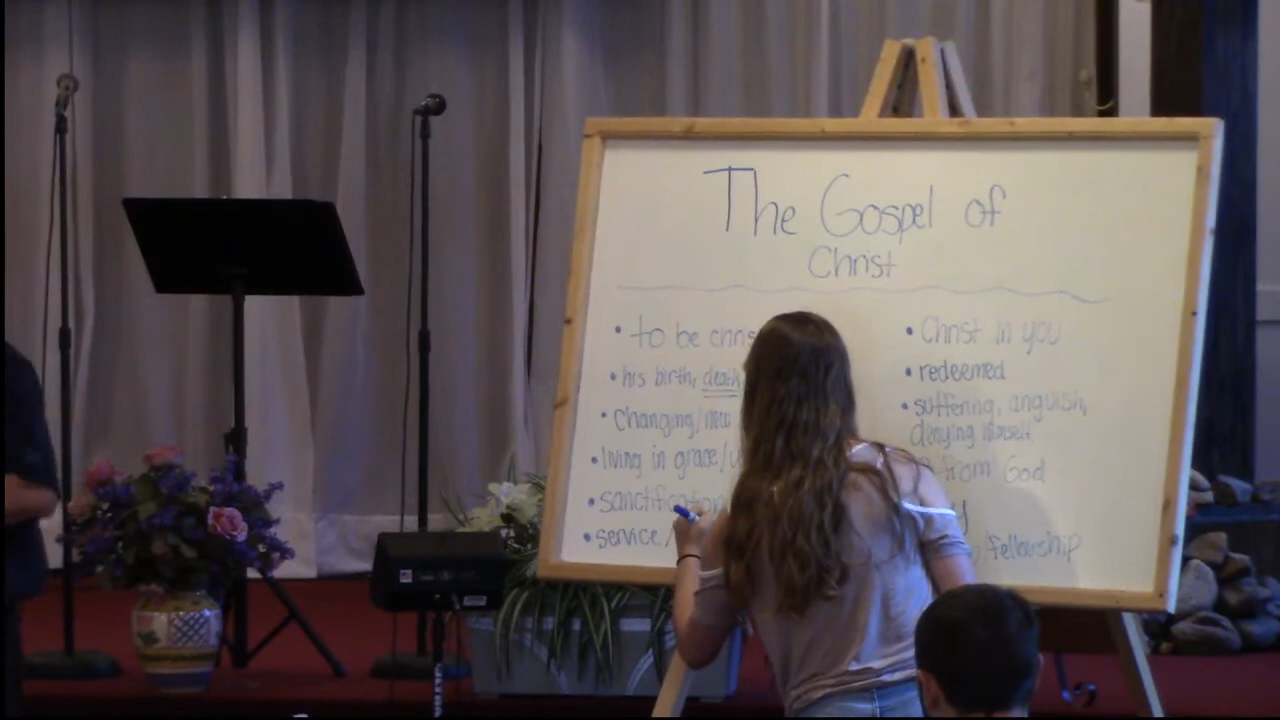 The Gospel of
Christ
• to be chris
• his birth, death
• changing/new
• living in grace/
• sanctification
• service/
• Christ in you
• redeemed
• suffering, anguish,
denying himself
from God
fellowship
ULTRA